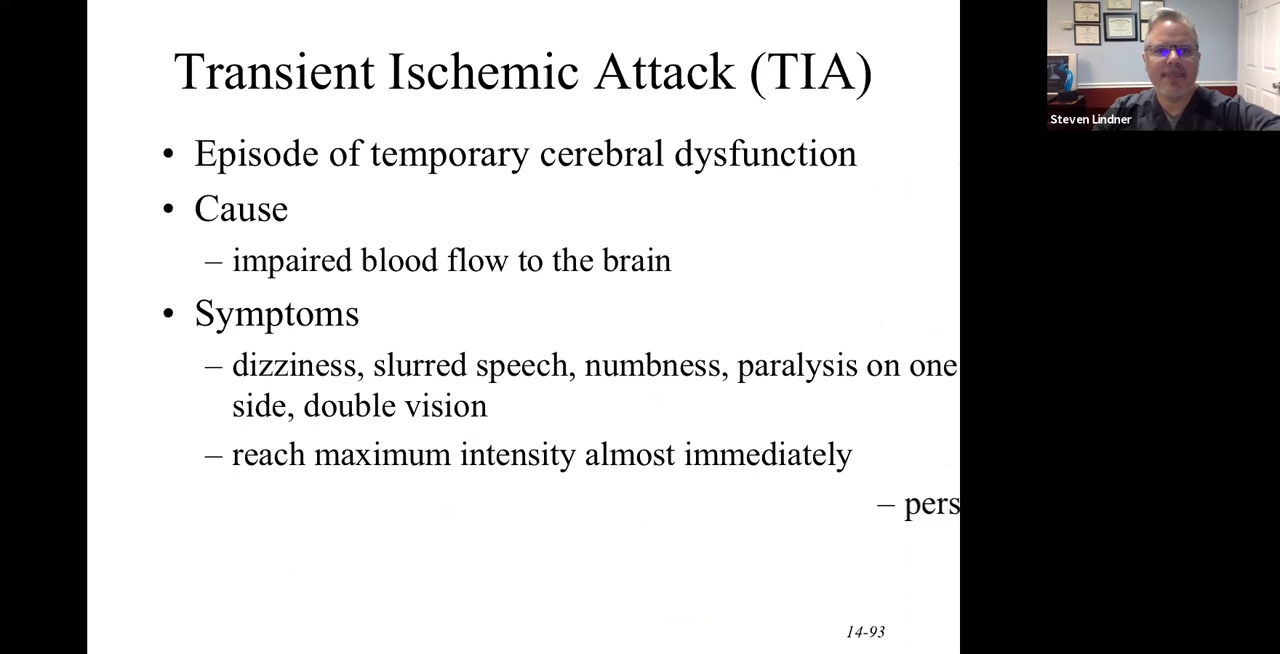 Transient Ischemic Attack (TIA)
• Episode of temporary cerebral dysfunction
• Cause
– impaired blood flow to the brain
• Symptoms
– dizziness, slurred speech, numbness, paralysis on one
side, double vision
– reach maximum intensity almost immediately
– pers
14-93
Steven Lindner